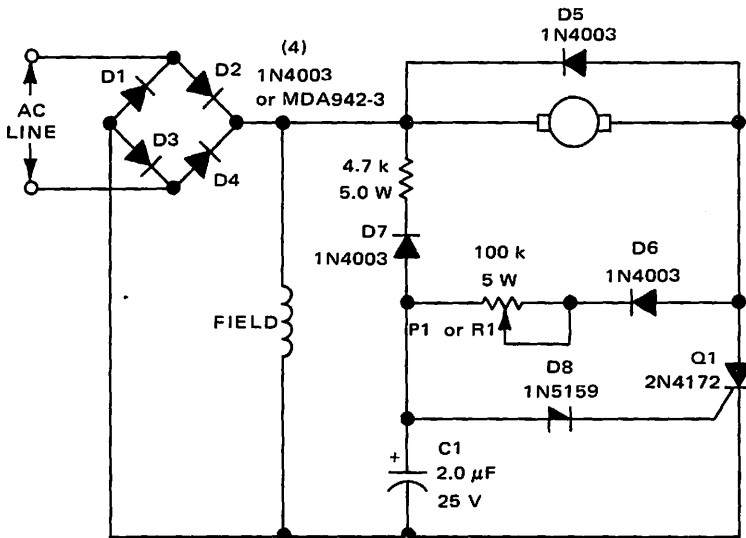 D5
1N4003
(4)
1N4003
or MDA942-3
D1
D2
AC
LINE
D3
D4
4.7 k
5.0 W
D7
1N4003
100 k
5 W
D6
1N4003
FIELD
P1 or R1
D8
1N5159
Q1
2N4172
+
C1
2.0 μF
25 V